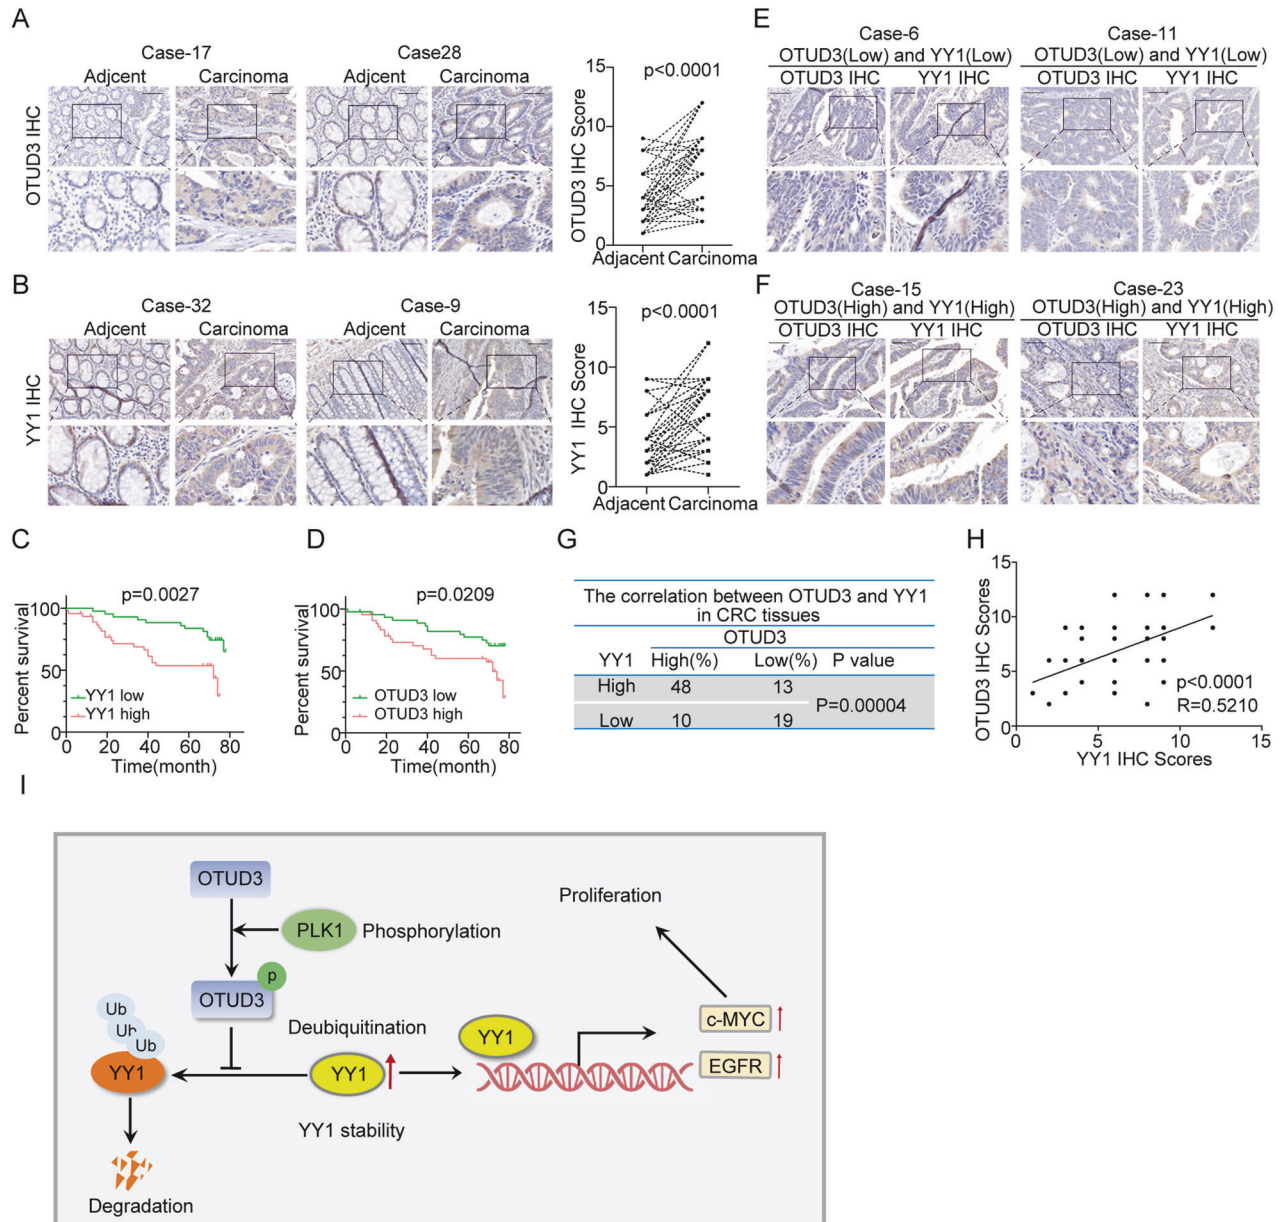 A
Case-17
Case28
Adjcent
Carcinoma
Adjcent
Carcinoma
OTUD3 IHC
15
10
5
0
OTUD3 IHC Score
p<0.0001
Adjacent Carcinoma
B
Case-32
Case-9
Adjcent
Carcinoma
Adjcent
Carcinoma
YY1 IHC
15
10
5
0
YY1 IHC Score
p<0.0001
Adjacent Carcinoma
E
Case-6
OTUD3(Low) and YY1(Low)
OTUD3 IHC
YY1 IHC
Case-11
OTUD3(Low) and YY1(Low)
OTUD3 IHC
YY1 IHC
F
Case-15
OTUD3(High) and YY1(High)
OTUD3 IHC
YY1 IHC
Case-23
OTUD3(High) and YY1(High)
OTUD3 IHC
YY1 IHC
C
p=0.0027
Percent survival
100
50
0
YY1 low
YY1 high
0 20 40 60 80
Time(month)
D
p=0.0209
Percent survival
100
50
0
OTUD3 low
OTUD3 high
0 20 40 60 80
Time(month)
G
The correlation between OTUD3 and YY1
in CRC tissues
OTUD3
YY1 High(%) Low(%) P value
High 48 13
P=0.00004
Low 10 19
H
OTUD3 IHC Scores
15
10
5
0
p<0.0001
R=0.5210
0 5 10 15
YY1 IHC Scores
I
OTUD3
PLK1
Phosphorylation
p
OTUD3
Ub
Ub
Ub
YY1
Deubiquitination
YY1
YY1 stability
Degradation
YY1
Proliferation
c-MYC
EGFR